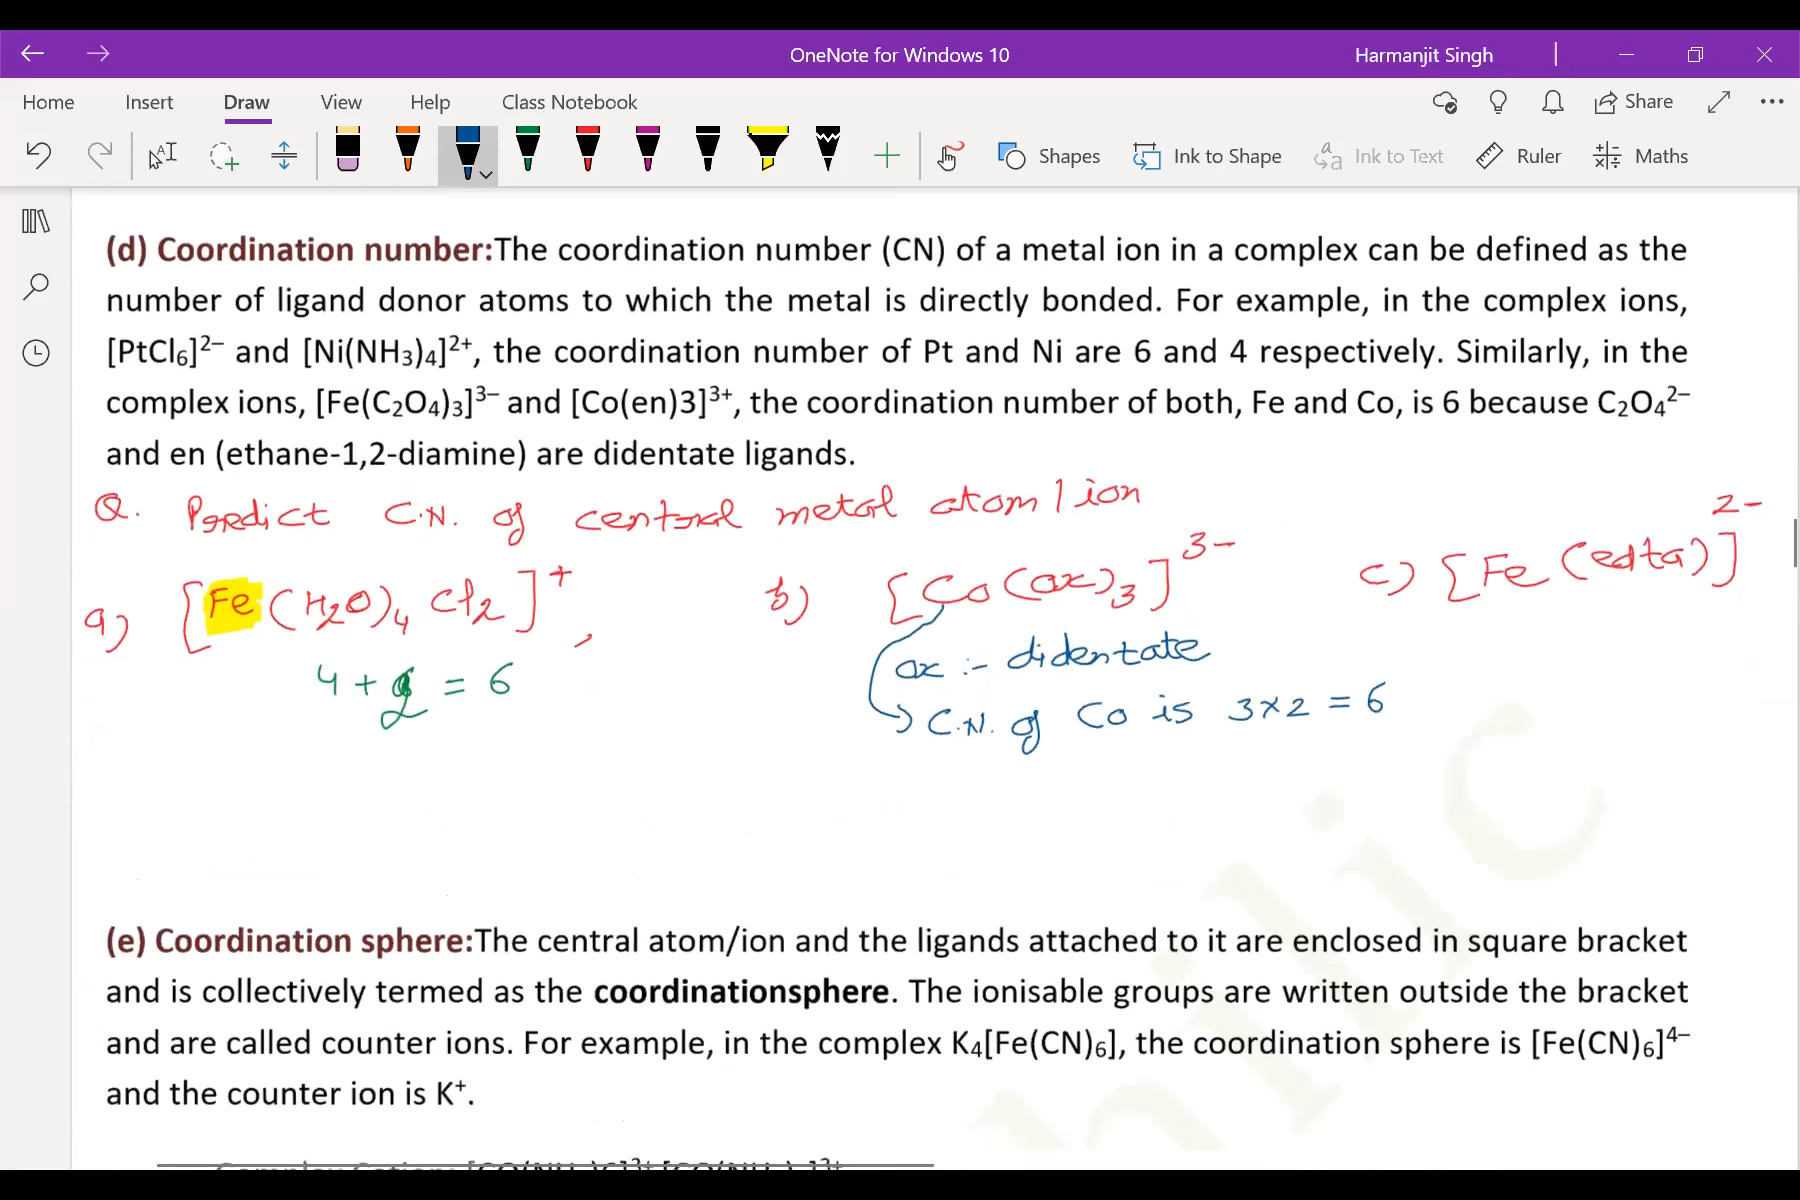 OneNote for Windows 10
Harmanjit Singh
Home Insert Draw View Help Class Notebook
Share
Shapes Ink to Shape Ink to Text Ruler Maths
(d) Coordination number:The coordination number (CN) of a metal ion in a complex can be defined as the
number of ligand donor atoms to which the metal is directly bonded. For example, in the complex ions,
[PtCl₆]²⁻ and [Ni(NH₃)₄]²⁺, the coordination number of Pt and Ni are 6 and 4 respectively. Similarly, in the
complex ions, [Fe(C₂O₄)₃]³⁻ and [Co(en)3]³⁺, the coordination number of both, Fe and Co, is 6 because C₂O₄²⁻
and en (ethane-1,2-diamine) are didentate ligands.
Q. Predict C.N. of central metal atom/ion
a) [Fe(H₂O)₄Cl₂]⁺, b) [Co(ox)₃]³⁻ c) [Fe(edta)]²⁻
4+2 = 6
ox :- didentate
C.N. of Co is 3×2 = 6
(e) Coordination sphere:The central atom/ion and the ligands attached to it are enclosed in square bracket
and is collectively termed as the coordinationsphere. The ionisable groups are written outside the bracket
and are called counter ions. For example, in the complex K₄[Fe(CN)₆], the coordination sphere is [Fe(CN)₆]⁴⁻
and the counter ion is K⁺.